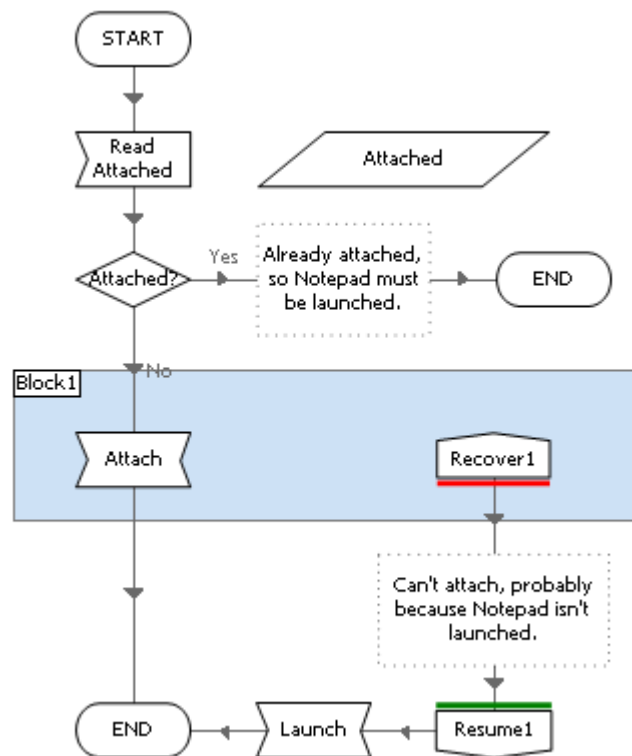 START
Read
Attached
Attached
Attached?
Yes
Already attached,
so Notepad must
be launched.
END
No
Block1
Attach
Recover1
Can't attach, probably
because Notepad isn't
launched.
END
Launch
Resume1